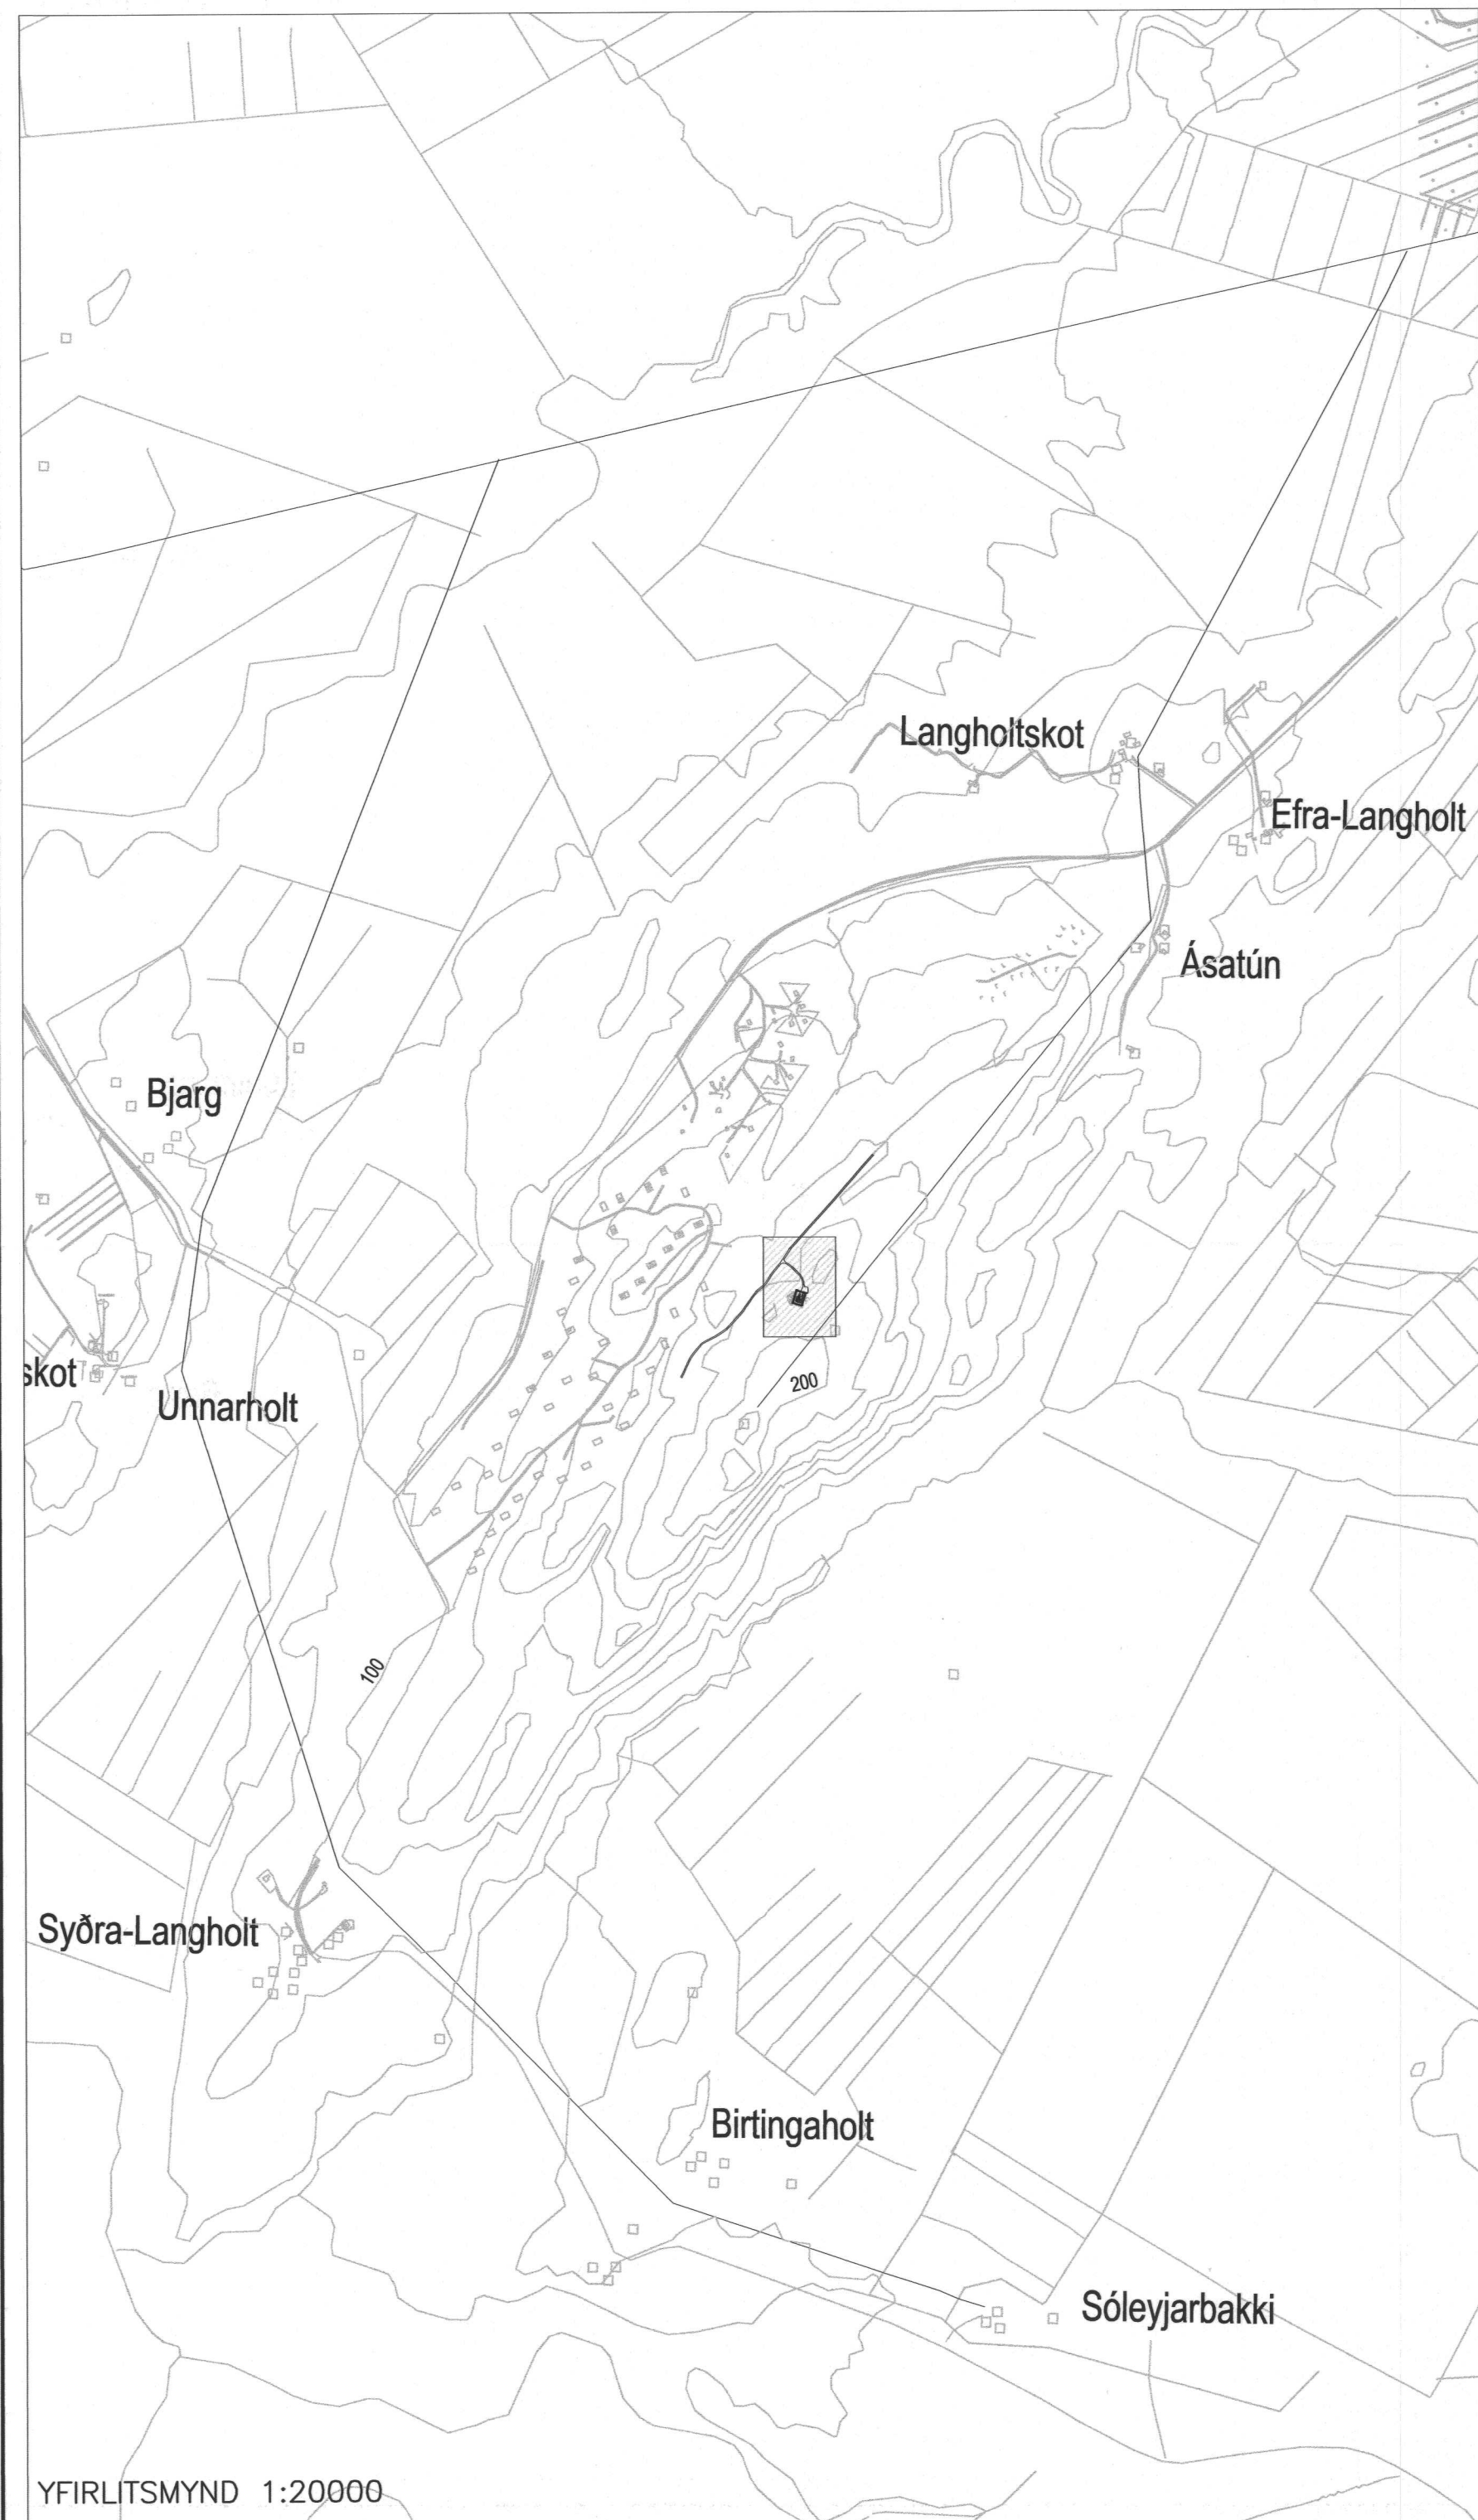 Langholtskot
Efra-Langholt
Ásatún
Bjarg
skot
Unnarholt
200
100
Syðra-Langholt
Birtingaholt
Sóleyjarbakki
YFIRLITSMYND 1:20000